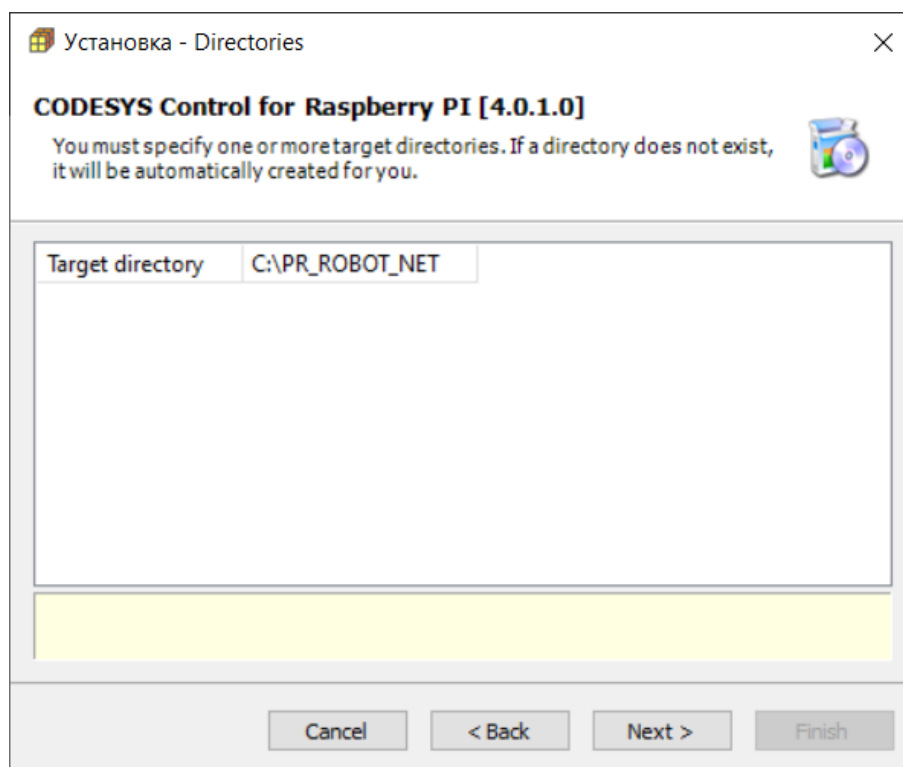 Установка - Directories
CODESYS Control for Raspberry PI [4.0.1.0]
You must specify one or more target directories. If a directory does not exist,
it will be automatically created for you.
Target directory C:\PR_ROBOT_NET
Cancel < Back Next > Finish